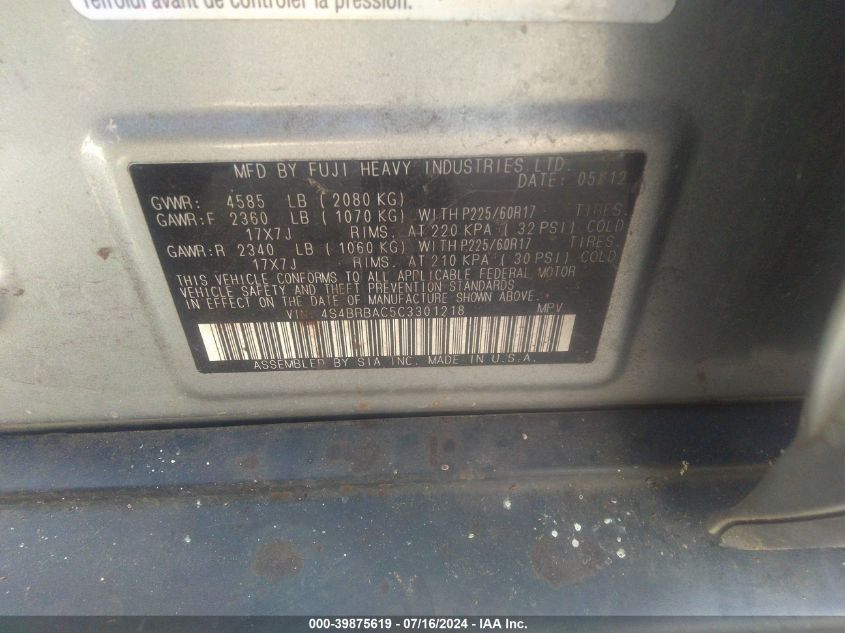 refroidi avant de contrôler la pression.
MFD BY FUJI HEAVY INDUSTRIES LTD.
DATE: 05/12
GVWR: 4585 LB ( 2080 KG)
GAWR:F 2360 LB ( 1070 KG) WITH P225/60R17 TIRES,
17X7J RIMS, AT 220 KPA ( 32 PSI) COLD
GAWR:R 2340 LB ( 1060 KG) WITH P225/60R17 TIRES,
17X7J RIMS, AT 210 KPA ( 30 PSI) COLD
THIS VEHICLE CONFORMS TO ALL APPLICABLE FEDERAL MOTOR
VEHICLE SAFETY AND THEFT PREVENTION STANDARDS
IN EFFECT ON THE DATE OF MANUFACTURE SHOWN ABOVE.
VIN: 4S4BRBAC5C3301218 MPV
ASSEMBLED BY SIA INC. MADE IN U.S.A.
000-39875619 - 07/16/2024 - IAA Inc.